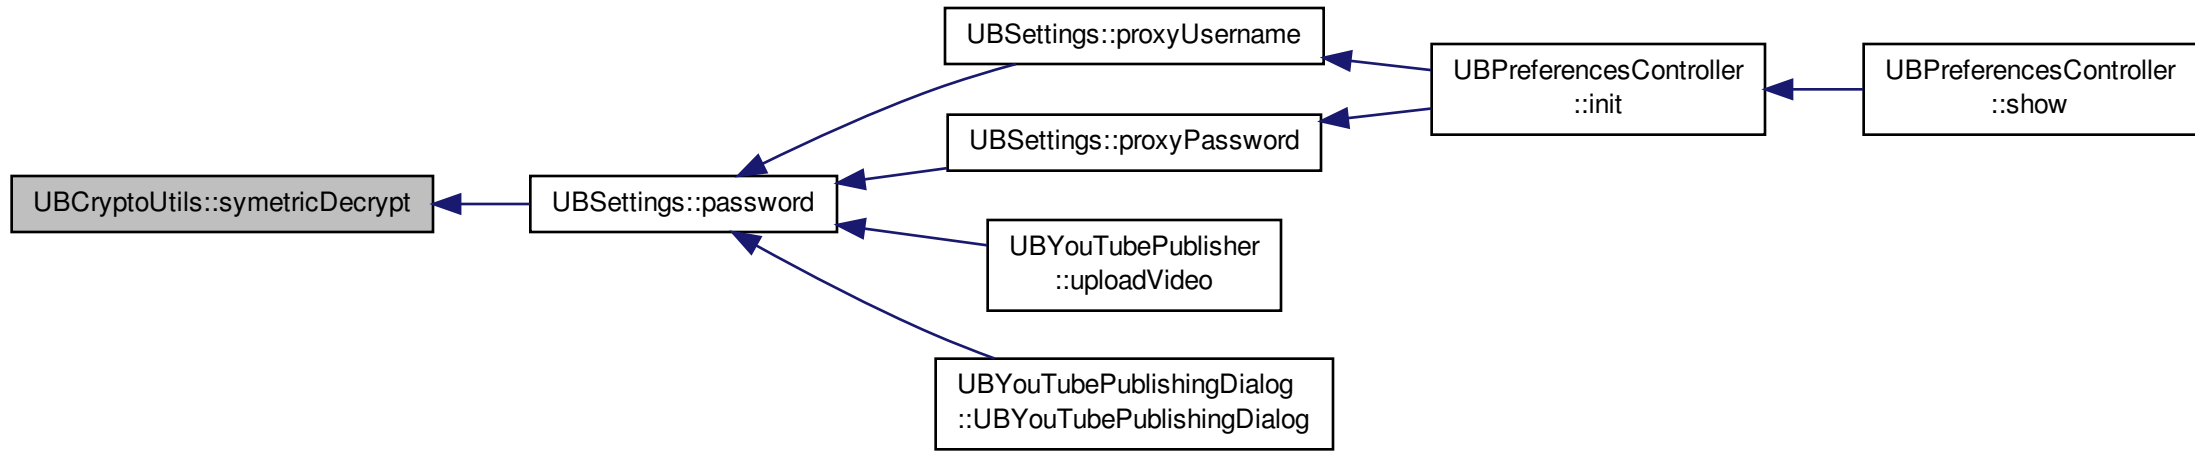 UBSettings::proxyUsername
UBPreferencesController
::init
UBPreferencesController
::show
UBSettings::proxyPassword
UBCryptoUtils::symetricDecrypt
UBSettings::password
UBYouTubePublisher
::uploadVideo
UBYouTubePublishingDialog
::UBYouTubePublishingDialog